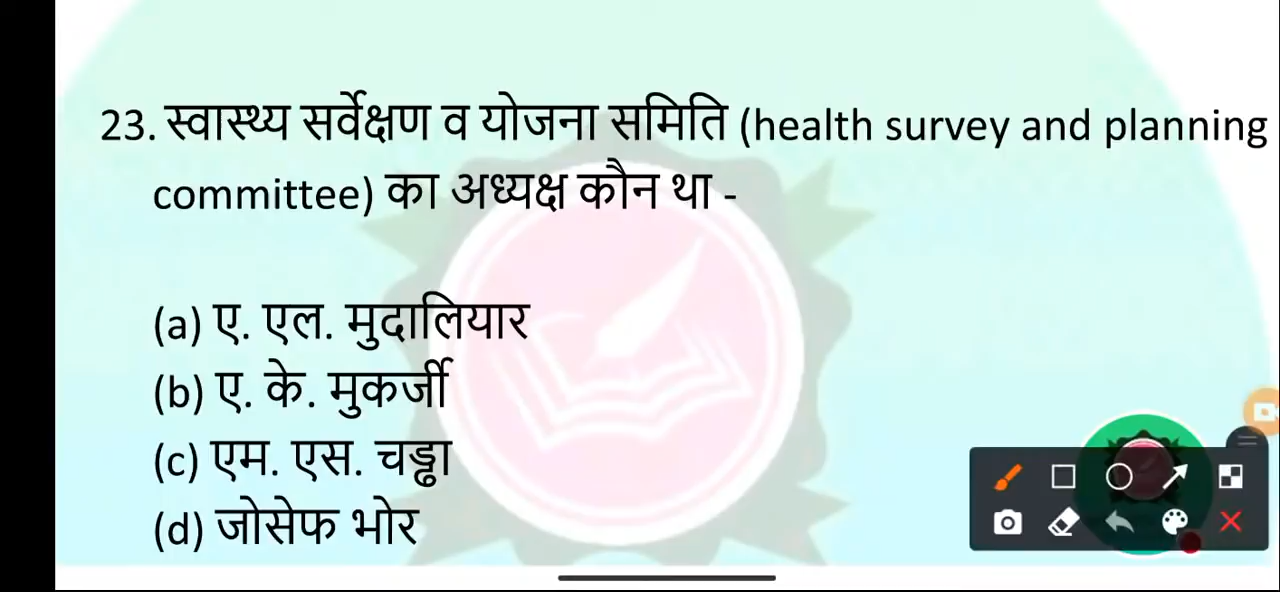 23. स्वास्थ्य सर्वेक्षण व योजना समिति (health survey and planning
committee) का अध्यक्ष कौन था -
(a) ए. एल. मुदालियार
(b) ए. के. मुकर्जी
(c) एम. एस. चड्ढा
(d) जोसेफ भोर